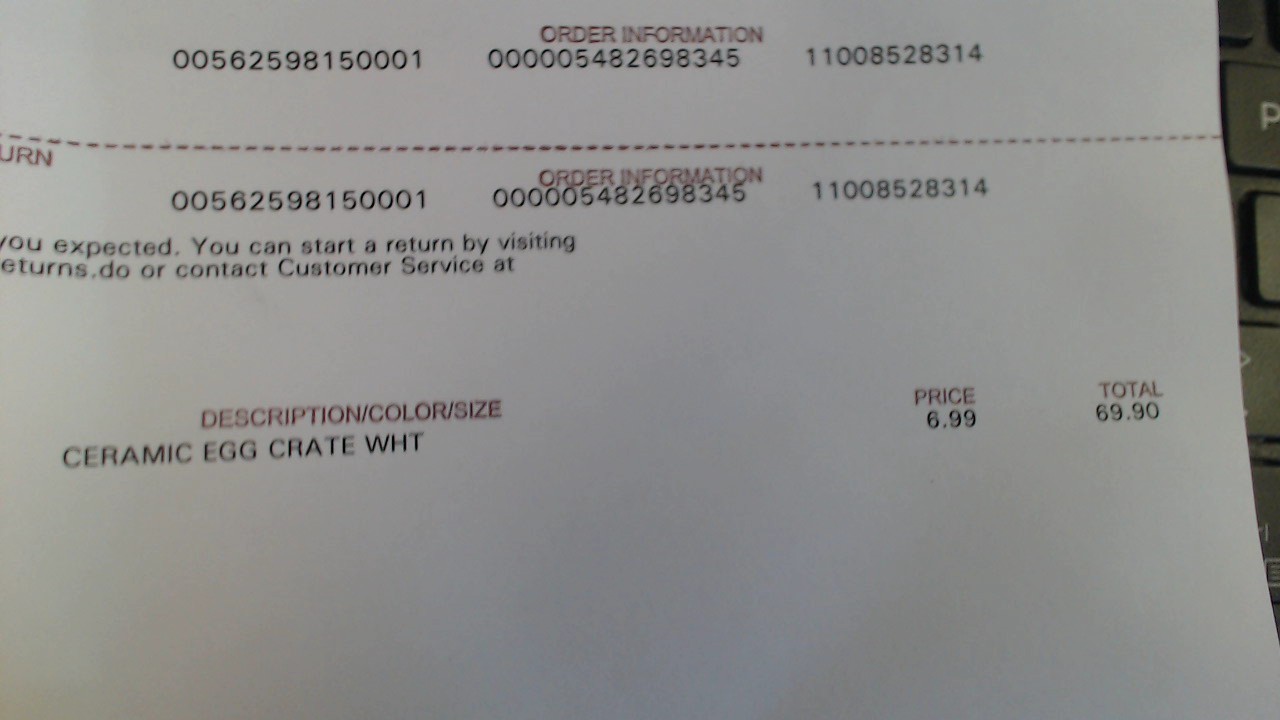 ORDER INFORMATION
00562598150001 000005482698345 11008528314
URN
ORDER INFORMATION
00562598150001 000005482698345 11008528314
you expected. You can start a return by visiting
eturns.do or contact Customer Service at
DESCRIPTION/COLOR/SIZE PRICE TOTAL
CERAMIC EGG CRATE WHT 6.99 69.90
P